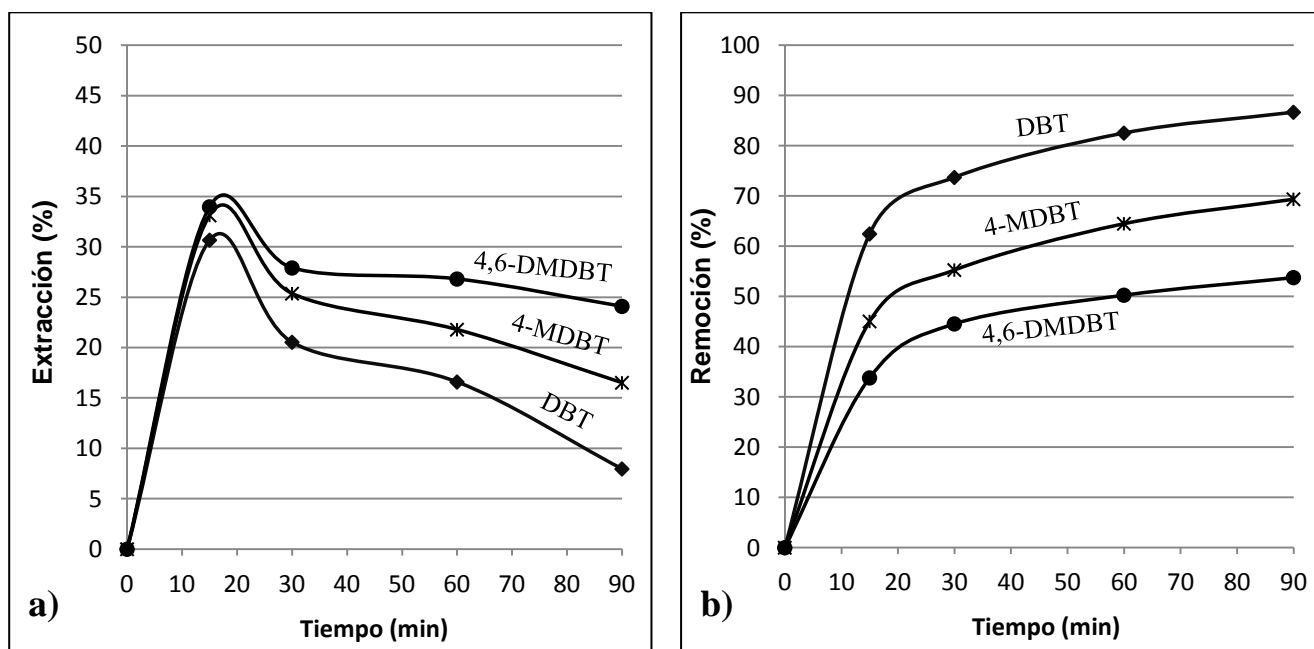 Extracción (%)
50
45
40
35
30
25
20
15
10
5
0
4,6-DMDBT
4-MDBT
DBT
0 10 20 30 40 50 60 70 80 90
Tiempo (min)
a)
Remoción (%)
100
90
80
70
60
50
40
30
20
10
0
DBT
4-MDBT
4,6-DMDBT
0 10 20 30 40 50 60 70 80 90
Tiempo (min)
b)